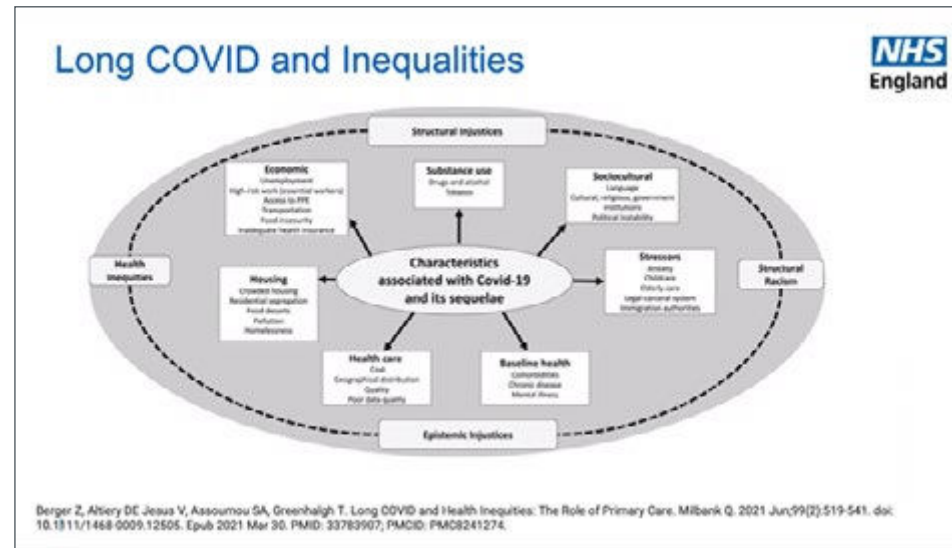 Long COVID and Inequalities
NHS
England
Structural Injustices
Economic
Unemployment
High-risk work (essential workers)
Access to PPE
Transportation
Food insecurity
Inadequate health insurance
Substance use
Drugs and alcohol
Tobacco
Sociocultural
Language
Cultural, religious, government
institutions
Political instability
Health
Inequities
Characteristics
associated with Covid-19
and its sequelae
Stressors
Anxiety
Childcare
Elderly care
Legal-carceral system
Immigration authorities
Structural
Racism
Housing
Crowded housing
Residential segregation
Food deserts
Pollution
Homelessness
Health care
Cost
Geographical distribution
Quality
Poor data quality
Baseline health
Comorbidities
Chronic disease
Mental illness
Epistemic Injustices
Berger Z, Altiery DE Jesus V, Assoumou SA, Greenhalgh T. Long COVID and Health Inequities: The Role of Primary Care. Milbank Q. 2021 Jun;99(2):519-541. doi:
10.1111/1468-0009.12505. Epub 2021 Mar 30. PMID: 33783907; PMCID: PMC8241274.